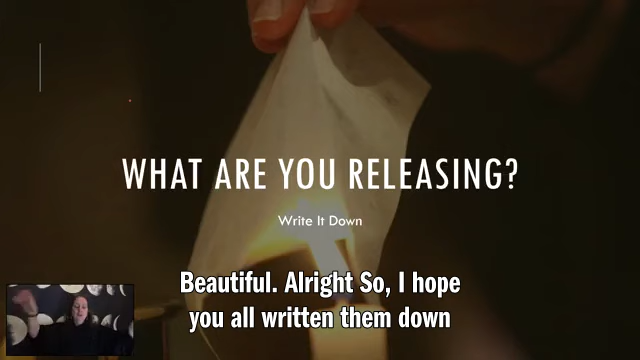 WHAT ARE YOU RELEASING?
Write It Down
Beautiful. Alright So, I hope
you all written them down